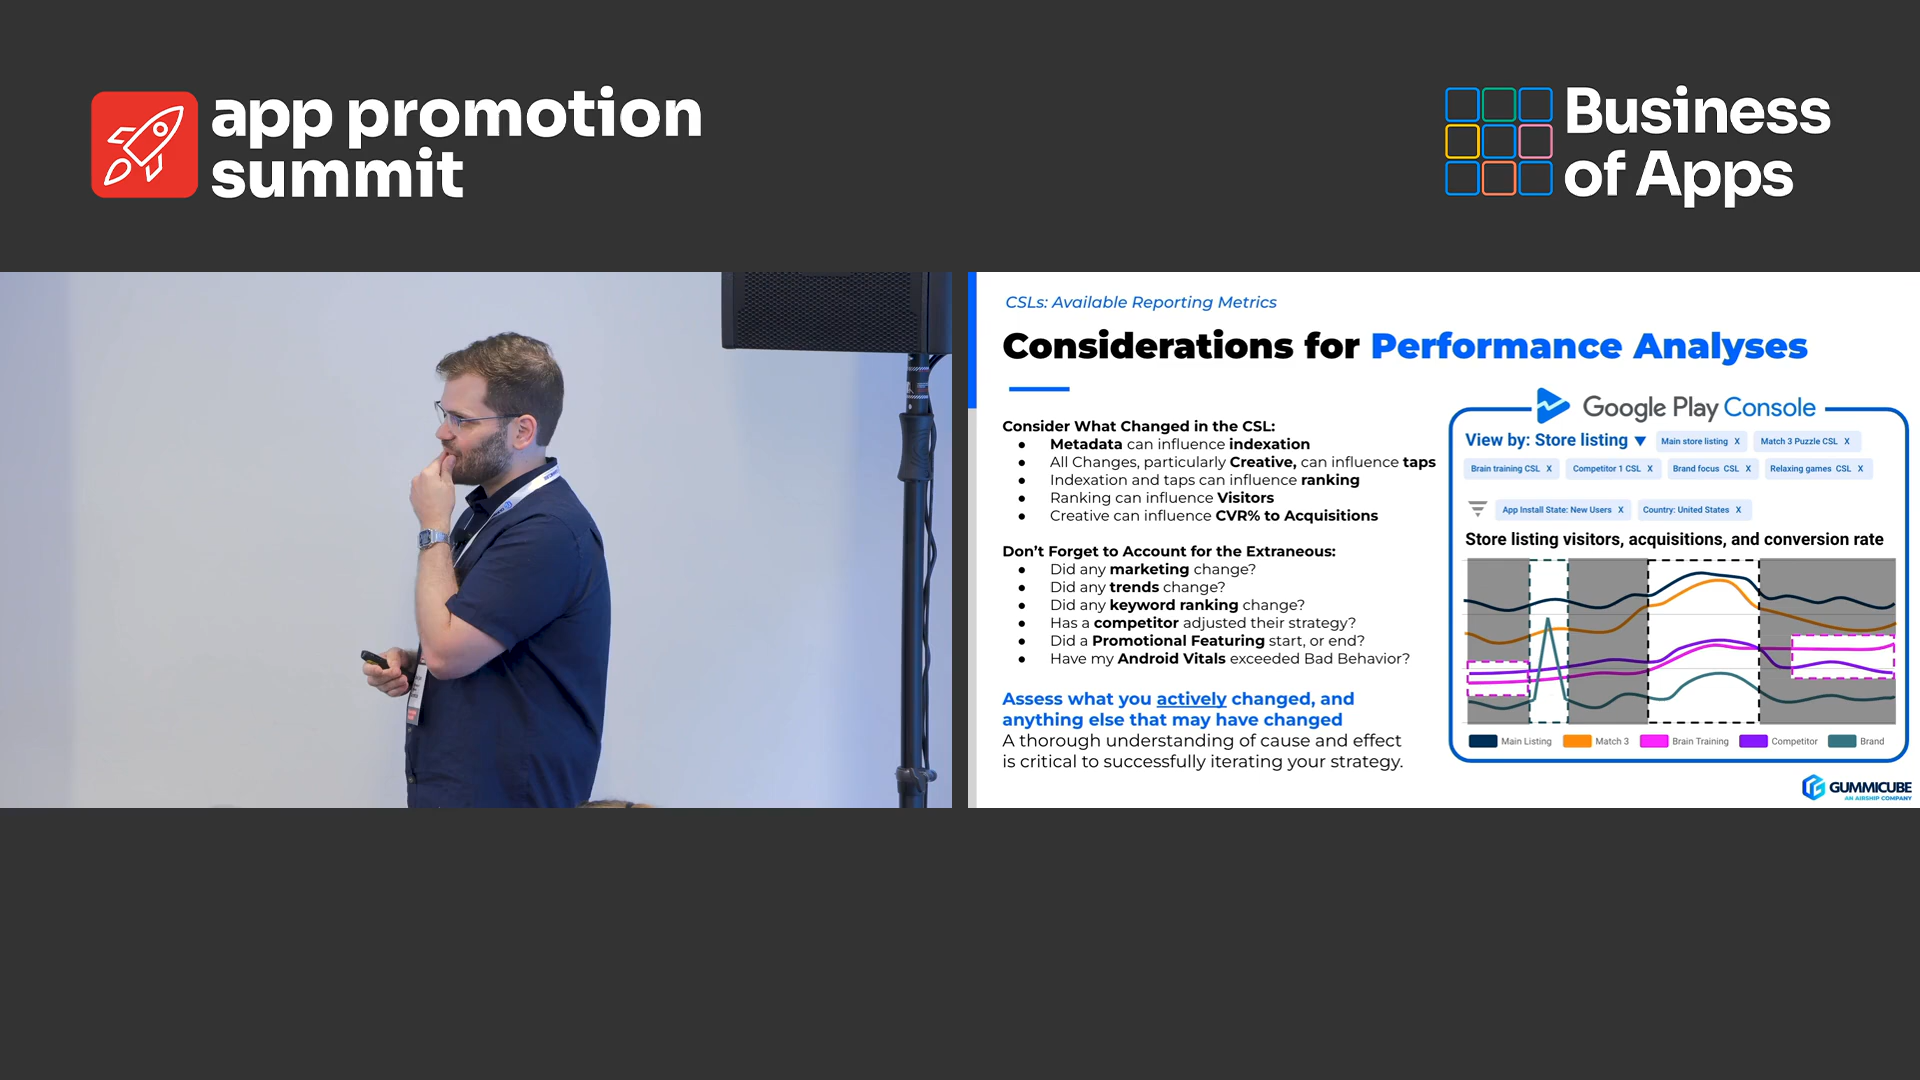 app promotion
summit
Business
of Apps
CSLs: Available Reporting Metrics
Considerations for Performance Analyses
Consider What Changed in the CSL:
● Metadata can influence indexation
● All Changes, particularly Creative, can influence taps
● Indexation and taps can influence ranking
● Ranking can influence Visitors
● Creative can influence CVR% to Acquisitions
Don't Forget to Account for the Extraneous:
● Did any marketing change?
● Did any trends change?
● Did any keyword ranking change?
● Has a competitor adjusted their strategy?
● Did a Promotional Featuring start, or end?
● Have my Android Vitals exceeded Bad Behavior?
Assess what you actively changed, and
anything else that may have changed
A thorough understanding of cause and effect
is critical to successfully iterating your strategy.
Google Play Console
View by: Store listing ▼ Main store listing X Match 3 Puzzle CSL X
Brain training CSL X Competitor 1 CSL X Brand focus CSL X Relaxing games CSL X
App Install State: New Users X Country: United States X
Store listing visitors, acquisitions, and conversion rate
Main Listing Match 3 Brain Training Competitor Brand
GUMMICUBE
AN AIRSHIP COMPANY